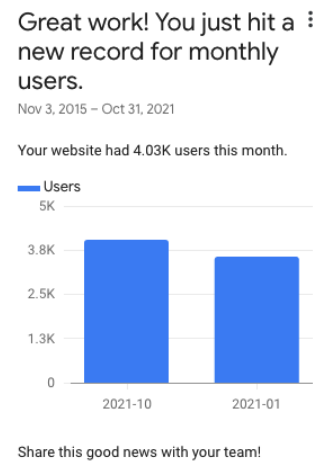 Great work! You just hit a
new record for monthly
users.
Nov 3, 2015 – Oct 31, 2021
Your website had 4.03K users this month.
Users
5K
3.8K
2.5K
1.3K
0
2021-10 2021-01
Share this good news with your team!